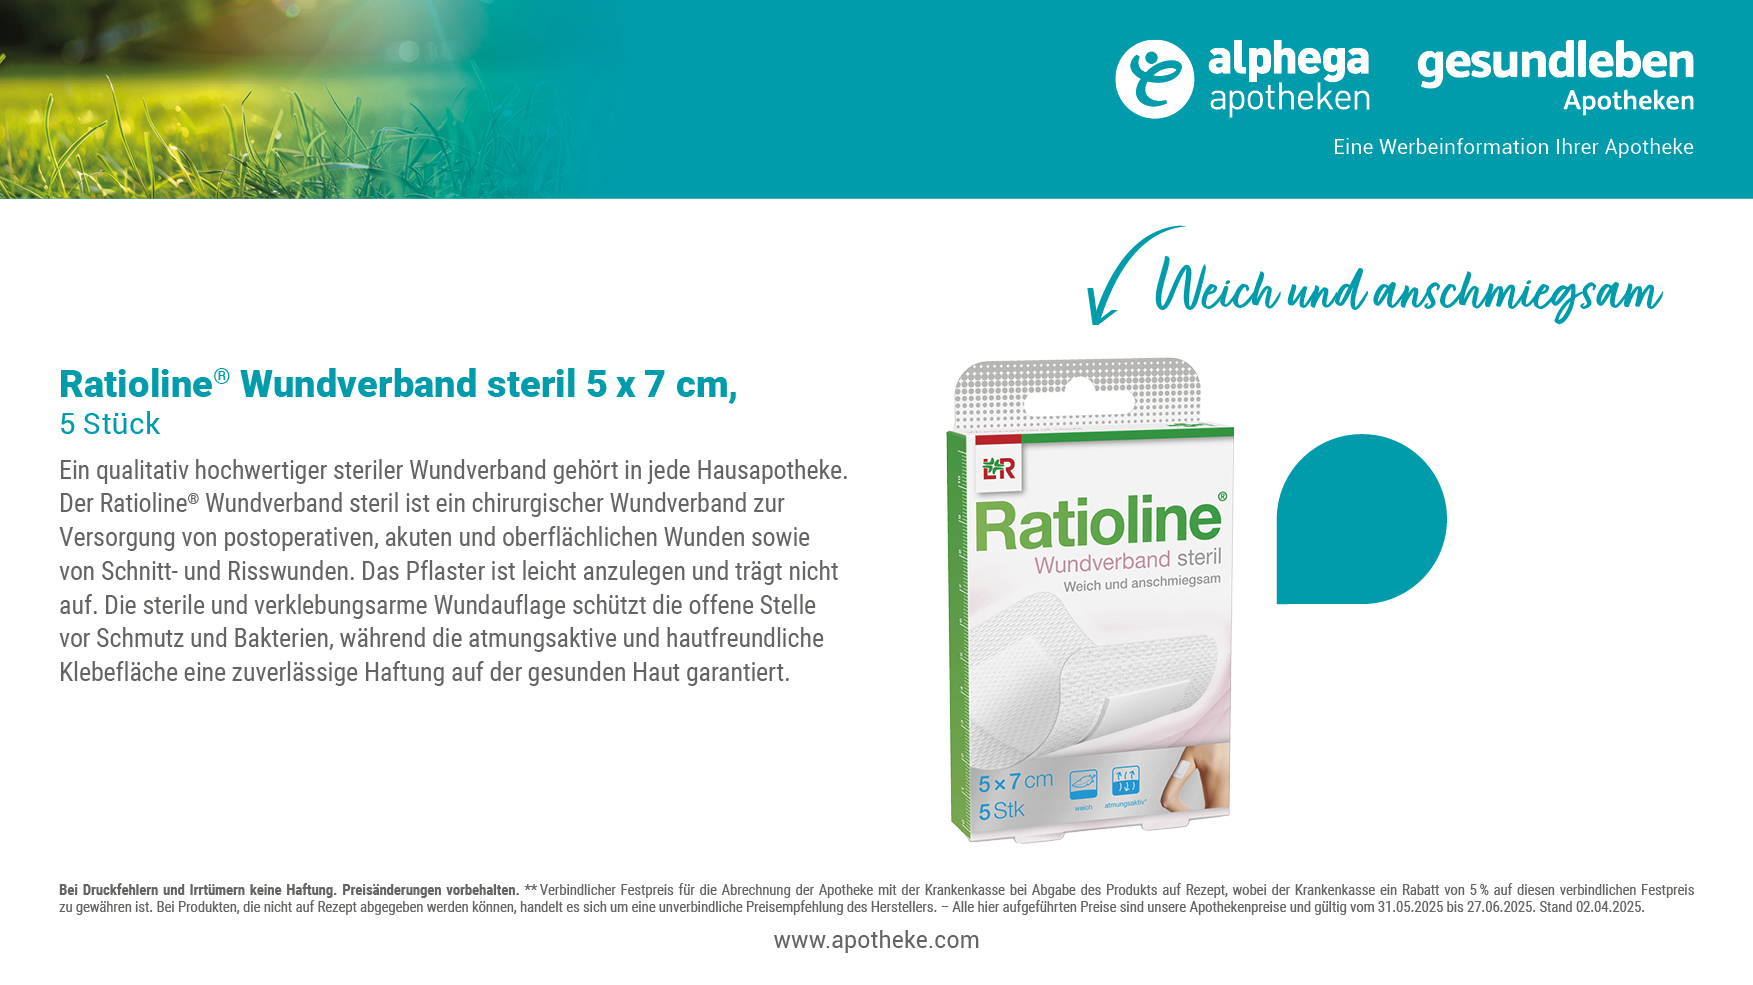 alphega
apotheken
gesundleben
Apotheken
Eine Werbeinformation Ihrer Apotheke
Weich und anschmiegsam
Ratioline® Wundverband steril 5 x 7 cm,
5 Stück
Ein qualitativ hochwertiger steriler Wundverband gehört in jede Hausapotheke.
Der Ratioline® Wundverband steril ist ein chirurgischer Wundverband zur
Versorgung von postoperativen, akuten und oberflächlichen Wunden sowie
von Schnitt- und Risswunden. Das Pflaster ist leicht anzulegen und trägt nicht
auf. Die sterile und verklebungsarme Wundauflage schützt die offene Stelle
vor Schmutz und Bakterien, während die atmungsaktive und hautfreundliche
Klebefläche eine zuverlässige Haftung auf der gesunden Haut garantiert.
L&R
Ratioline®
Wundverband steril
Weich und anschmiegsam
5 x 7 cm
5 Stk
weich
atmungsaktiv*
Bei Druckfehlern und Irrtümern keine Haftung. Preisänderungen vorbehalten. ** Verbindlicher Festpreis für die Abrechnung der Apotheke mit der Krankenkasse bei Abgabe des Produkts auf Rezept, wobei der Krankenkasse ein Rabatt von 5 % auf diesen verbindlichen Festpreis
zu gewähren ist. Bei Produkten, die nicht auf Rezept abgegeben werden können, handelt es sich um eine unverbindliche Preisempfehlung des Herstellers. – Alle hier aufgeführten Preise sind unsere Apothekenpreise und gültig vom 31.05.2025 bis 27.06.2025. Stand 02.04.2025.
www.apotheke.com